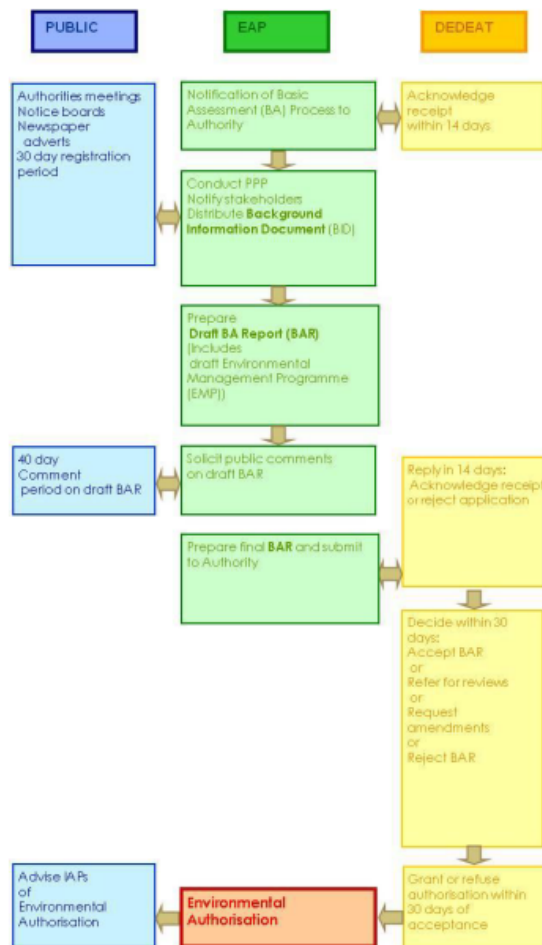 PUBLIC
EAP
DEDEAT
Authorities meetings
Notice boards
Newspaper
adverts
30 day registration
period
Notification of Basic
Assessment (BA) Process to
Authority
Acknowledge
receipt
within 14 days
Conduct PPP
Notify stakeholders
Distribute Background
Information Document (BID)
Prepare
Draft BA Report (BAR)
(Includes
draft Environmental
Management Programme
(EMP))
40 day
Comment
period on draft BAR
Solicit public comments
on draft BAR
Reply in 14 days:
Acknowledge receipt
or reject application
Prepare final BAR and submit
to Authority
Decide within 30
days:
Accept BAR
or
Refer for reviews
or
Request
amendments
or
Reject BAR
Advise IAPs
of
Environmental
Authorisation
Environmental
Authorisation
Grant or refuse
authorisation within
30 days of
acceptance